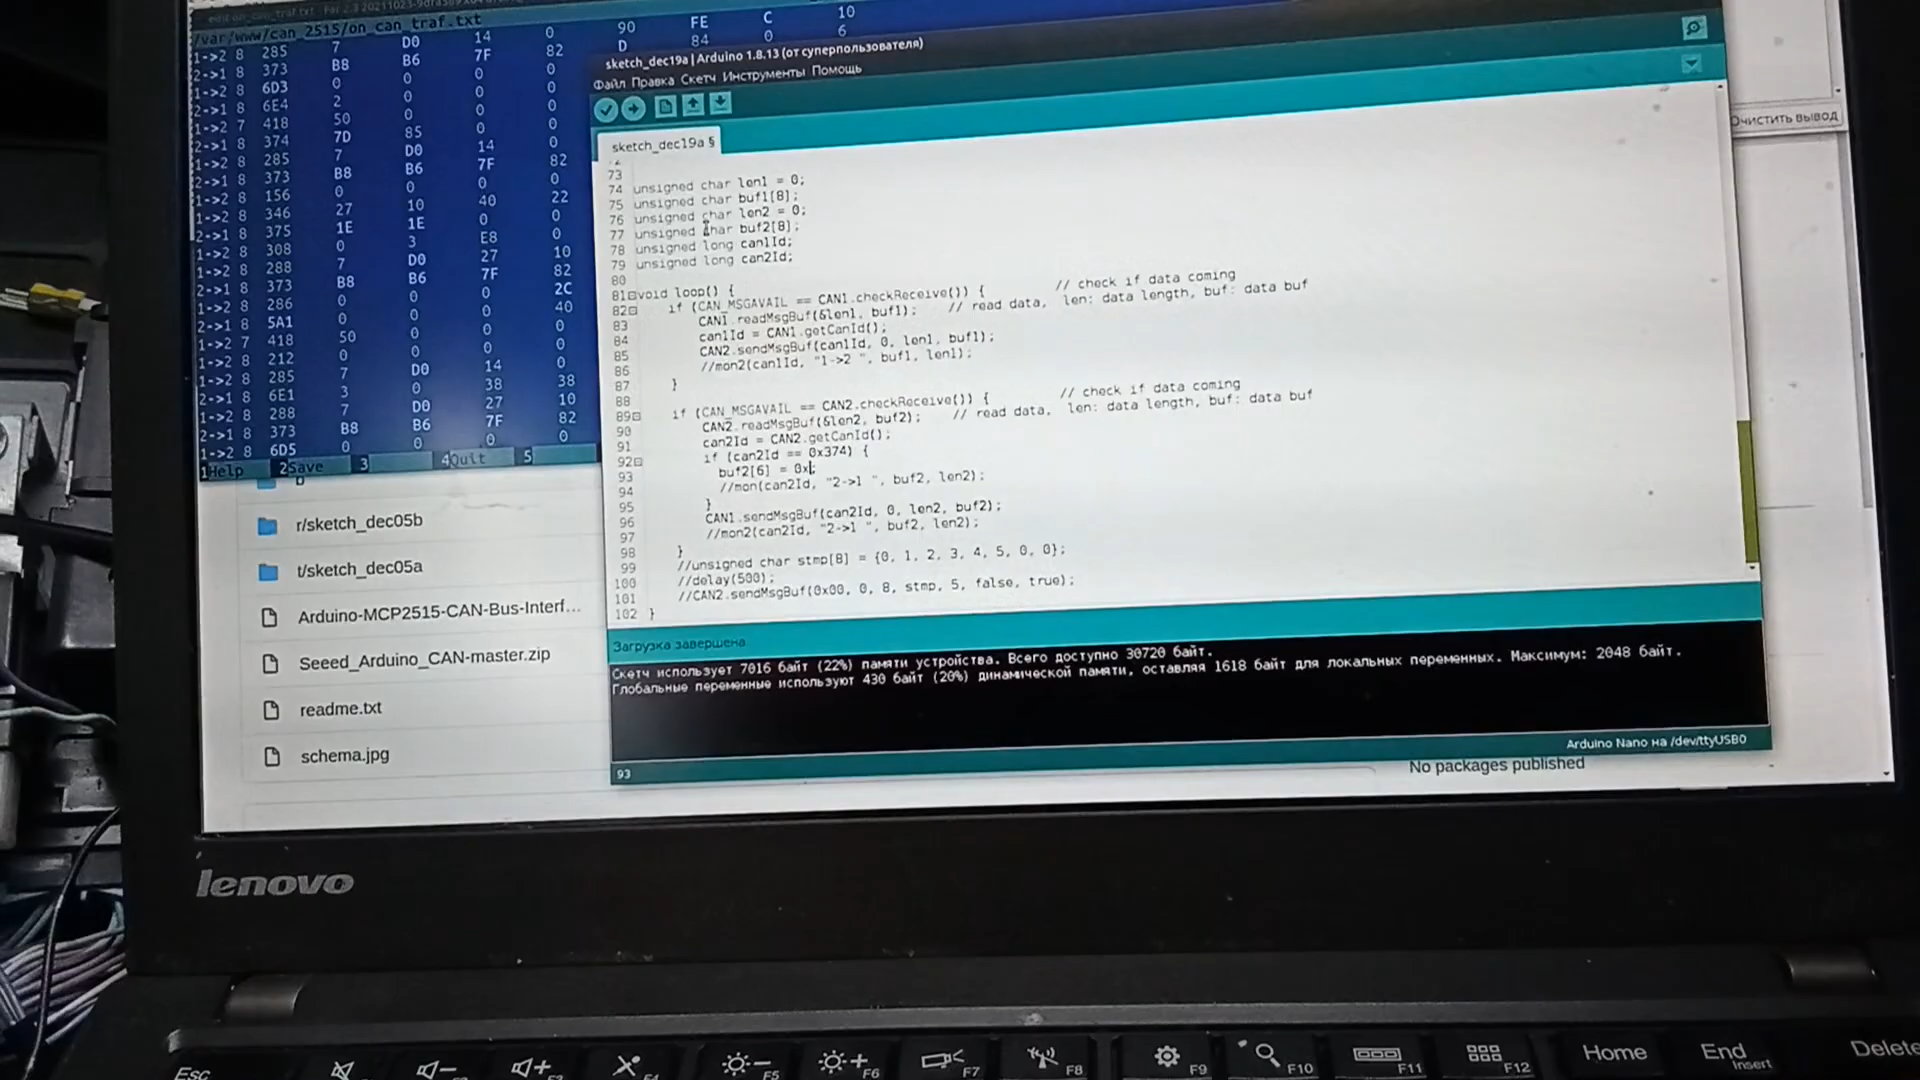 /var/www/can_2515/on_can_traf.txt
1->2 8 285 7 D0 14 0 90 FE C 10
2->1 8 373 B8 B6 7F 82 D 84 0 6
1->2 8 6D3 0 0 0 0
1->2 8 6E4 2 0 0 0
1->2 7 418 50 0 0 0
2->1 8 374 7D 85 0 0
1->2 8 285 7 D0 14 0
2->1 8 373 B8 B6 7F 82
1->2 8 156 0 0 0 0
1->2 8 346 27 10 40 22
2->1 8 375 1E 1E 0 0
1->2 8 308 0 3 E8 0
1->2 8 288 7 D0 27 10
2->1 8 373 B8 B6 7F 82
1->2 8 286 0 0 0 2C
2->1 8 5A1 0 0 0 40
1->2 7 418 50 0 0 0
1->2 8 212 0 0 0 0
1->2 8 285 7 D0 14 0
1->2 8 6E1 3 0 38 38
1->2 8 288 7 D0 27 10
2->1 8 373 B8 B6 7F 82
1->2 8 6D5 0 0 0 0
1Help 2Save 3 4Quit 5
r/sketch_dec05b
t/sketch_dec05a
Arduino-MCP2515-CAN-Bus-Interf...
Seeed_Arduino_CAN-master.zip
readme.txt
schema.jpg
sketch_dec19a | Arduino 1.8.13 (от суперпользователя)
Файл Правка Скетч Инструменты Помощь
sketch_dec19a §
73
74 unsigned char len1 = 0;
75 unsigned char buf1[8];
76 unsigned char len2 = 0;
77 unsigned char buf2[8];
78 unsigned long can1Id;
79 unsigned long can2Id;
80
81 void loop() {
82 if (CAN_MSGAVAIL == CAN1.checkReceive()) { // check if data coming
83 CAN1.readMsgBuf(&len1, buf1); // read data, len: data length, buf: data buf
84 can1Id = CAN1.getCanId();
85 CAN2.sendMsgBuf(can1Id, 0, len1, buf1);
86 //mon2(can1Id, "1->2 ", buf1, len1);
87 }
88
89 if (CAN_MSGAVAIL == CAN2.checkReceive()) { // check if data coming
90 CAN2.readMsgBuf(&len2, buf2); // read data, len: data length, buf: data buf
91 can2Id = CAN2.getCanId();
92 if (can2Id == 0x374) {
93 buf2[6] = 0x;
94 //mon(can2Id, "2->1 ", buf2, len2);
95 }
96 CAN1.sendMsgBuf(can2Id, 0, len2, buf2);
97 //mon2(can2Id, "2->1 ", buf2, len2);
98 }
99 //unsigned char stmp[8] = {0, 1, 2, 3, 4, 5, 0, 0};
100 //delay(500);
101 //CAN2.sendMsgBuf(0x00, 0, 8, stmp, 5, false, true);
102 }
Загрузка завершена
Скетч использует 7016 байт (22%) памяти устройства. Всего доступно 30720 байт.
Глобальные переменные используют 430 байт (20%) динамической памяти, оставляя 1618 байт для локальных переменных. Максимум: 2048 байт.
93
Arduino Nano на /dev/ttyUSB0
Очистить вывод
No packages published
lenovo
Esc F5 F6 F7 F8 F9 F10 F11 F12 Home End Insert Delete